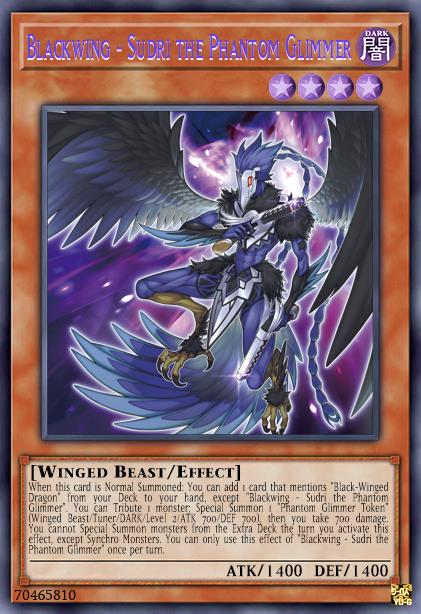 Blackwing - Sudri the Phantom Glimmer
DARK
闇
[Winged Beast/Effect]
When this card is Normal Summoned: You can add 1 card that mentions "Black-Winged
Dragon" from your Deck to your hand, except "Blackwing - Sudri the Phantom
Glimmer". You can Tribute 1 monster; Special Summon 1 "Phantom Glimmer Token"
(Winged Beast/Tuner/DARK/Level 2/ATK 700/DEF 700), then you take 700 damage.
You cannot Special Summon monsters from the Extra Deck the turn you activate this
effect, except Synchro Monsters. You can only use this effect of "Blackwing - Sudri the
Phantom Glimmer" once per turn.
ATK/1400 DEF/1400
70465810